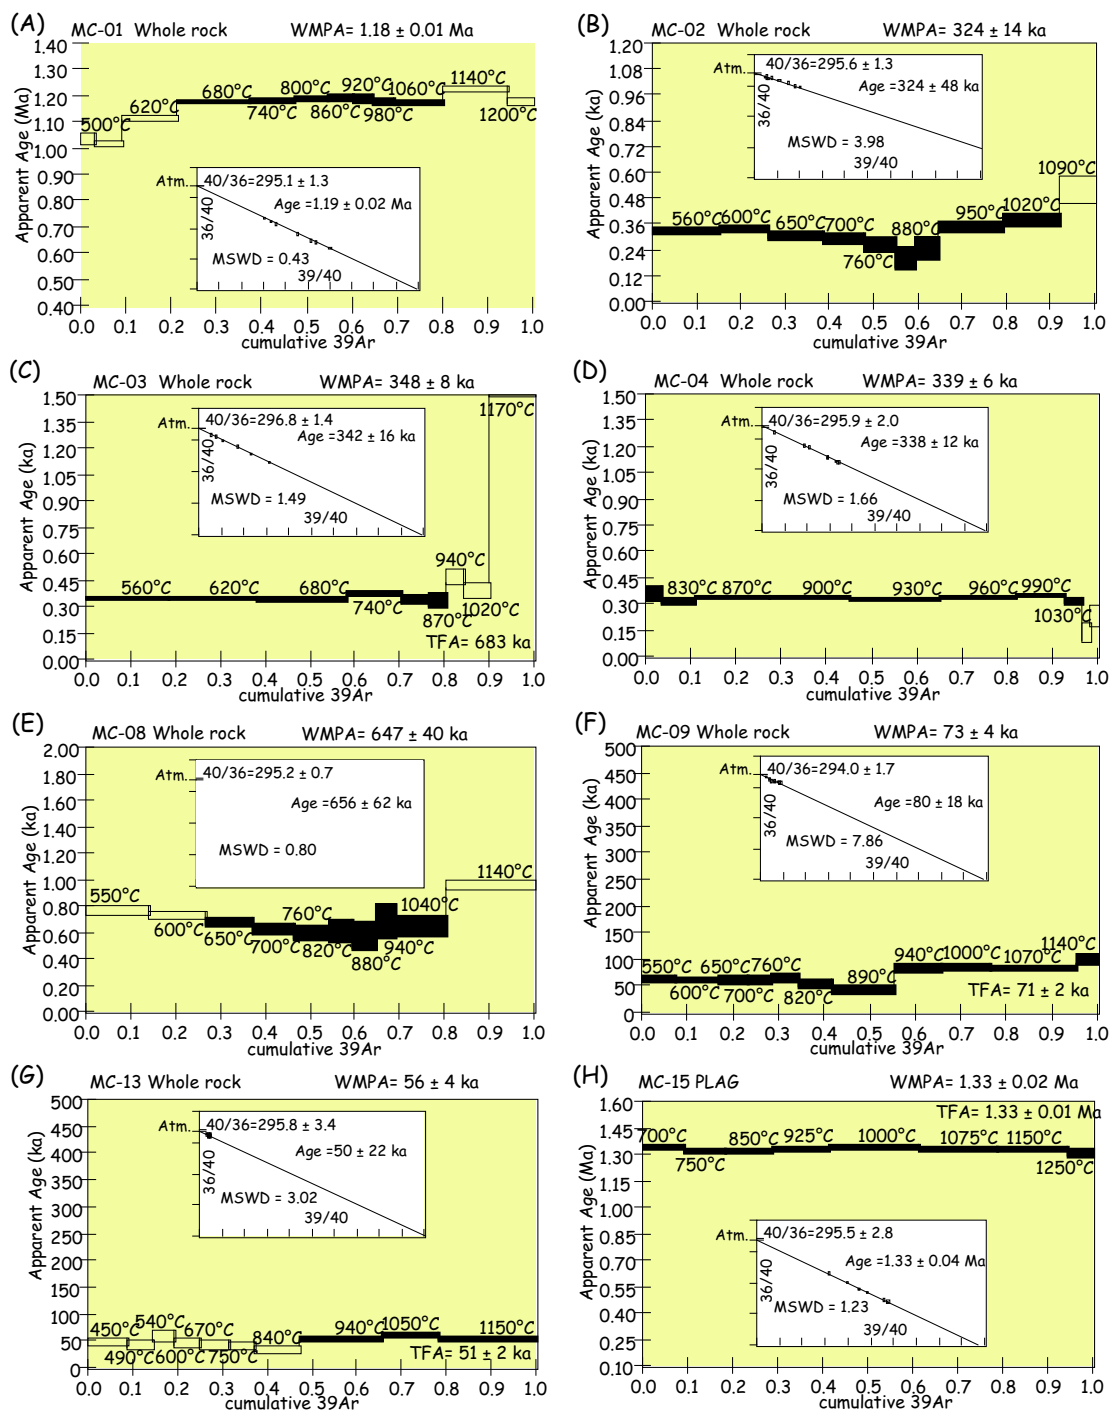 (A) MC-01 Whole rock WMPA= 1.18 ± 0.01 Ma
Apparent Age (Ma)
1.40
1.30
1.20
1.10
1.00
0.90
0.80
0.70
0.60
0.50
0.40
500°C
620°C
680°C
740°C
800°C
860°C
920°C
980°C
1060°C
1140°C
1200°C
Atm.
40/36=295.1 ± 1.3
Age =1.19 ± 0.02 Ma
36/40
MSWD = 0.43
39/40
0.0 0.1 0.2 0.3 0.4 0.5 0.6 0.7 0.8 0.9 1.0
cumulative 39Ar
(B) MC-02 Whole rock WMPA= 324 ± 14 ka
Apparent Age (ka)
1.20
1.08
0.96
0.84
0.72
0.60
0.48
0.36
0.24
0.12
0.00
Atm.
40/36=295.6 ± 1.3
Age =324 ± 48 ka
36/40
MSWD = 3.98
39/40
560°C
600°C
650°C
700°C
760°C
880°C
950°C
1020°C
1090°C
0.0 0.1 0.2 0.3 0.4 0.5 0.6 0.7 0.8 0.9 1.0
cumulative 39Ar
(C) MC-03 Whole rock WMPA= 348 ± 8 ka
Apparent Age (ka)
1.50
1.35
1.20
1.05
0.90
0.75
0.60
0.45
0.30
0.15
0.00
Atm.
40/36=296.8 ± 1.4
Age =342 ± 16 ka
36/40
MSWD = 1.49
39/40
560°C
620°C
680°C
740°C
870°C
940°C
1020°C
1170°C
TFA= 683 ka
0.0 0.1 0.2 0.3 0.4 0.5 0.6 0.7 0.8 0.9 1.0
cumulative 39Ar
(D) MC-04 Whole rock WMPA= 339 ± 6 ka
Apparent Age (ka)
1.50
1.35
1.20
1.05
0.90
0.75
0.60
0.45
0.30
0.15
0.00
Atm.
40/36=295.9 ± 2.0
Age =338 ± 12 ka
36/40
MSWD = 1.66
39/40
830°C
870°C
900°C
930°C
960°C
990°C
1030°C
0.0 0.1 0.2 0.3 0.4 0.5 0.6 0.7 0.8 0.9 1.0
cumulative 39Ar
(E) MC-08 Whole rock WMPA= 647 ± 40 ka
Apparent Age (ka)
2.00
1.80
1.60
1.40
1.20
1.00
0.80
0.60
0.40
0.20
0.00
Atm.
40/36=295.2 ± 0.7
Age =656 ± 62 ka
MSWD = 0.80
550°C
600°C
650°C
700°C
760°C
820°C
880°C
940°C
1040°C
1140°C
0.0 0.1 0.2 0.3 0.4 0.5 0.6 0.7 0.8 0.9 1.0
cumulative 39Ar
(F) MC-09 Whole rock WMPA= 73 ± 4 ka
Apparent Age (ka)
500
450
400
350
300
250
200
150
100
50
0
Atm.
40/36=294.0 ± 1.7
Age =80 ± 18 ka
36/40
MSWD = 7.86
39/40
550°C
600°C
650°C
700°C
760°C
820°C
890°C
940°C
1000°C
1070°C
1140°C
TFA= 71 ± 2 ka
0.0 0.1 0.2 0.3 0.4 0.5 0.6 0.7 0.8 0.9 1.0
cumulative 39Ar
(G) MC-13 Whole rock WMPA= 56 ± 4 ka
Apparent Age (ka)
500
450
400
350
300
250
200
150
100
50
0
Atm.
40/36=295.8 ± 3.4
Age =50 ± 22 ka
36/40
MSWD = 3.02
39/40
450°C
490°C
540°C
600°C
670°C
750°C
840°C
940°C
1050°C
1150°C
TFA= 51 ± 2 ka
0.0 0.1 0.2 0.3 0.4 0.5 0.6 0.7 0.8 0.9 1.0
cumulative 39Ar
(H) MC-15 PLAG WMPA= 1.33 ± 0.02 Ma
TFA= 1.33 ± 0.01 Ma
Apparent Age (Ma)
1.60
1.45
1.30
1.15
1.00
0.85
0.70
0.55
0.40
0.25
0.10
700°C
750°C
850°C
925°C
1000°C
1075°C
1150°C
1250°C
Atm.
40/36=295.5 ± 2.8
Age =1.33 ± 0.04 Ma
36/40
MSWD = 1.23
39/40
0.0 0.1 0.2 0.3 0.4 0.5 0.6 0.7 0.8 0.9 1.0
cumulative 39Ar